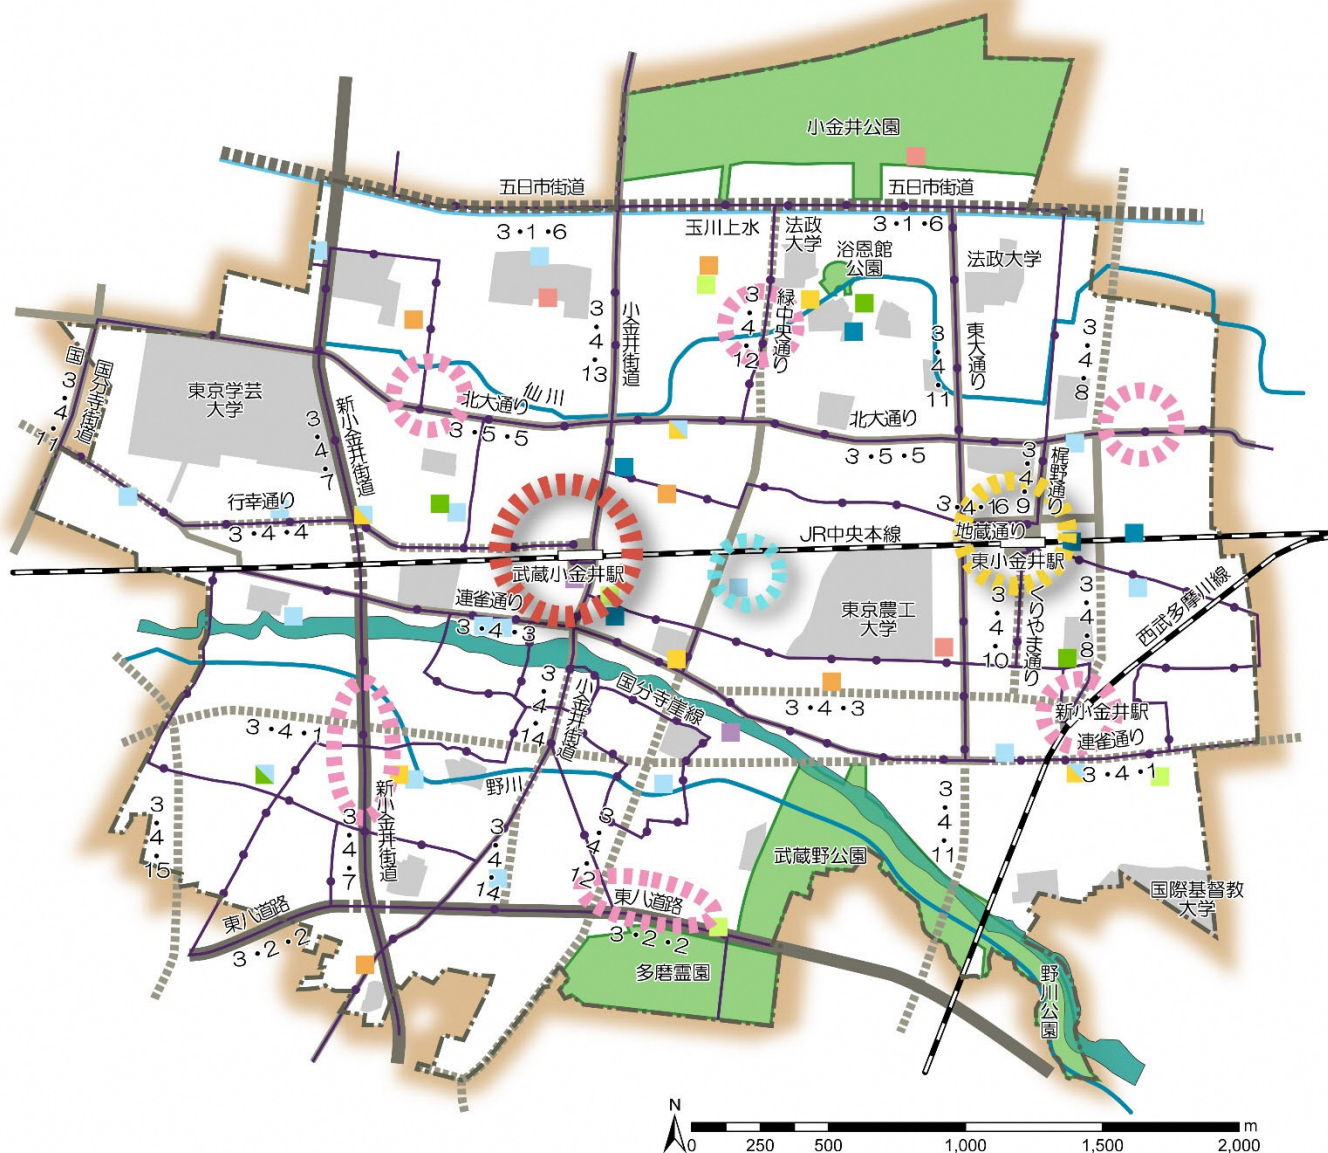 小金井公園
五日市街道
五日市街道
3・1・6
3・1・6
玉川上水
法政
大学
浴恩館
公園
法政大学
3・4・13
小金井街道
3・4・12
緑中央通り
3・4・11
東大通り
3・4・8
国3・4・11
国分寺街道
東京学芸
大学
3・4・7
新小金井街道
北大通り
仙川
3・5・5
北大通り
3・5・5
行幸通り
3・4・4
3・4・9
梶野通り
3・4・16
地蔵通り
JR中央本線
武蔵小金井駅
東小金井駅
連雀通り
3・4・3
東京農工
大学
3・4・10
くりやま通り
3・4・8
西武多摩川線
国分寺崖線
3・4・14
小金井街道
3・4・3
新小金井駅
連雀通り
3・4・1
3・4・1
野川
3・4・15
新小金井街道
3・4・7
3・4・14
3・4・12
3・4・11
武蔵野公園
東八道路
3・2・2
東八道路
3・2・2
多磨霊園
国際基督教
大学
野川公園
N
0
250
500
1,000
1,500
2,000
m